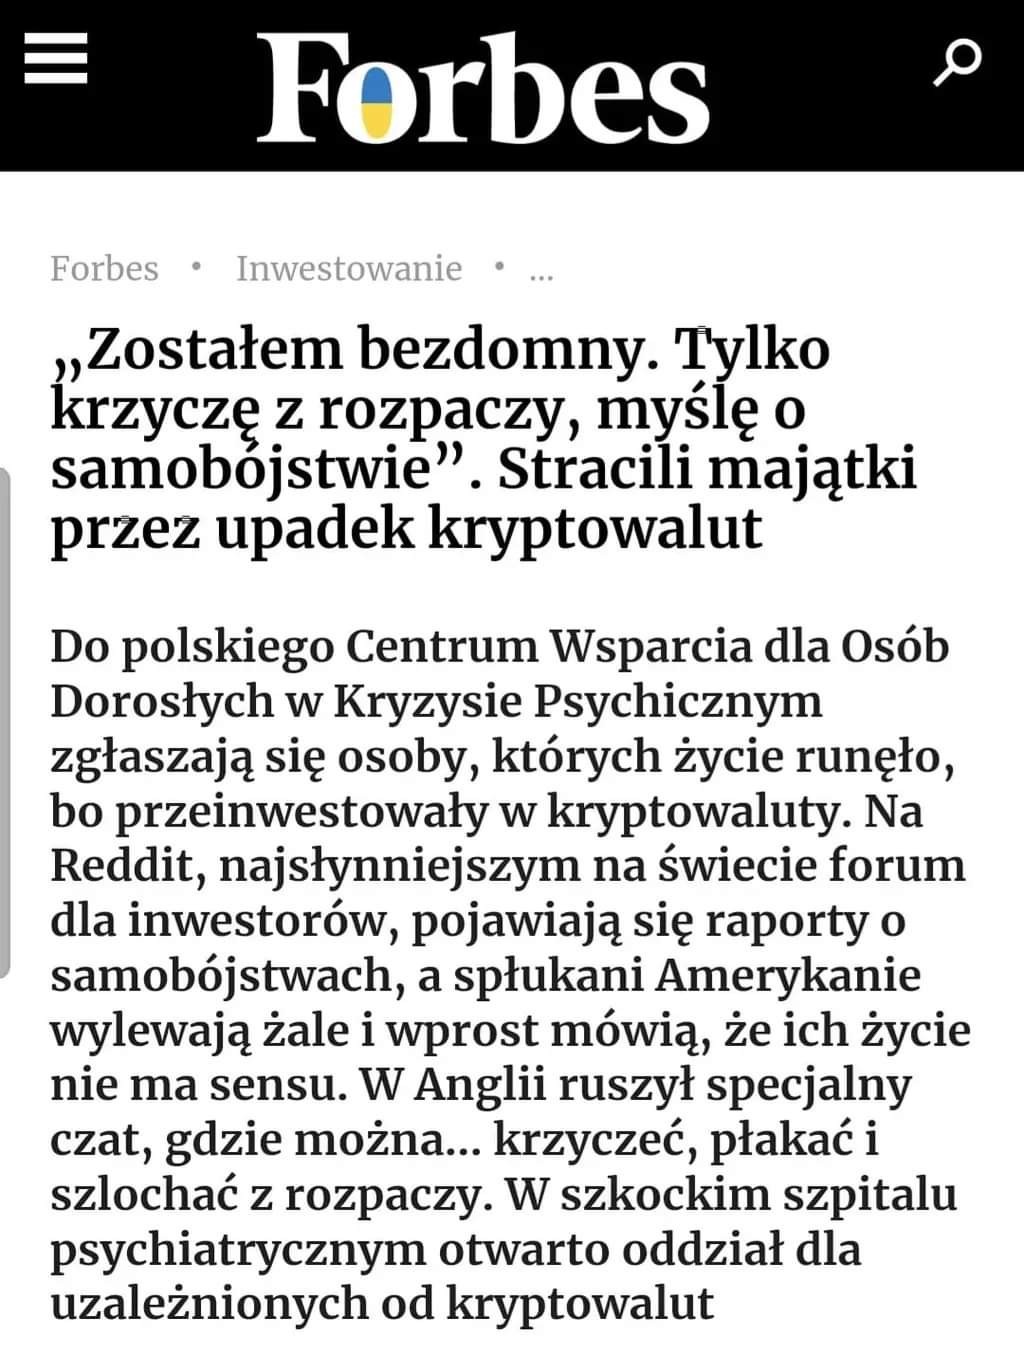 Forbes
Forbes • Inwestowanie • ...
„Zostałem bezdomny. Tylko
krzyczę z rozpaczy, myślę o
samobójstwie”. Stracili majątki
przez upadek kryptowalut
Do polskiego Centrum Wsparcia dla Osób
Dorosłych w Kryzysie Psychicznym
zgłaszają się osoby, których życie runęło,
bo przeinwestowały w kryptowaluty. Na
Reddit, najsłynniejszym na świecie forum
dla inwestorów, pojawiają się raporty o
samobójstwach, a spłukani Amerykanie
wylewają żale i wprost mówią, że ich życie
nie ma sensu. W Anglii ruszył specjalny
czat, gdzie można... krzyczeć, płakać i
szlochać z rozpaczy. W szkockim szpitalu
psychiatrycznym otwarto oddział dla
uzależnionych od kryptowalut